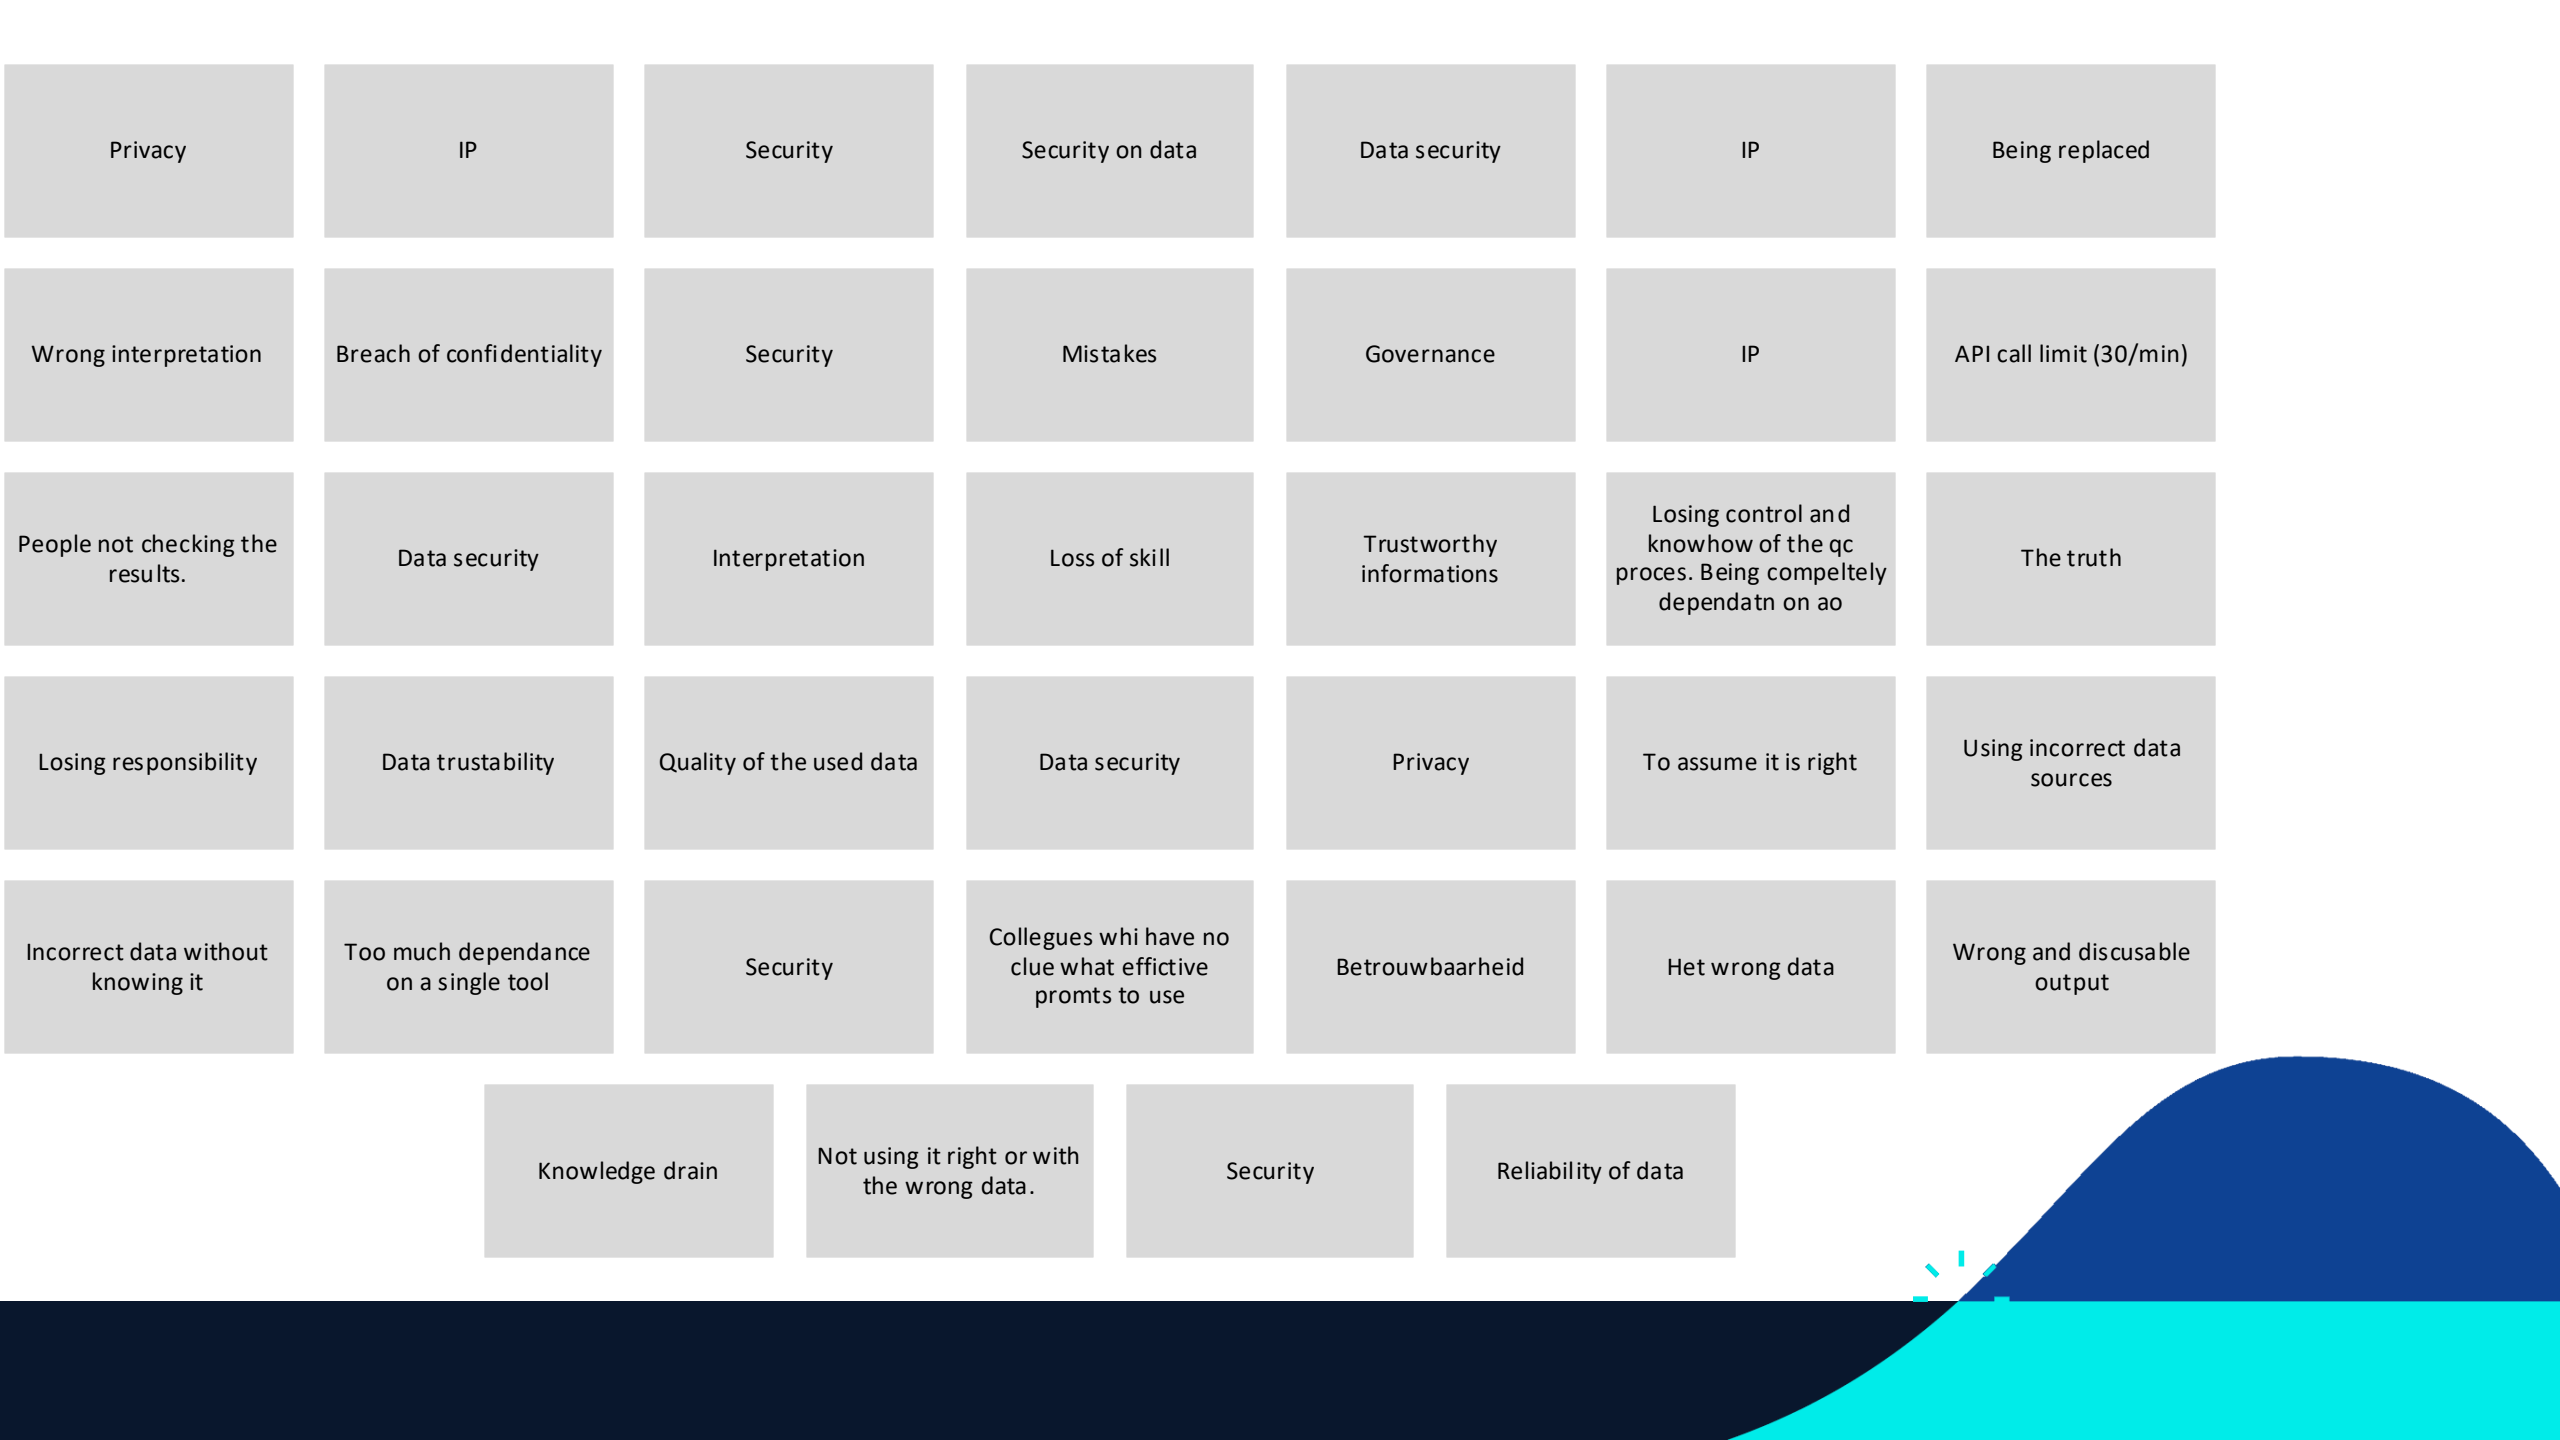 Privacy
IP
Security
Security on data
Data security
IP
Being replaced
Wrong interpretation
Breach of confidentiality
Security
Mistakes
Governance
IP
API call limit (30/min)
People not checking the
results.
Data security
Interpretation
Loss of skill
Trustworthy
informations
Losing control and
knowhow of the qc
proces. Being compeltely
dependatn on ao
The truth
Losing responsibility
Data trustability
Quality of the used data
Data security
Privacy
To assume it is right
Using incorrect data
sources
Incorrect data without
knowing it
Too much dependance
on a single tool
Security
Collegues whi have no
clue what effictive
promts to use
Betrouwbaarheid
Het wrong data
Wrong and discusable
output
Knowledge drain
Not using it right or with
the wrong data.
Security
Reliability of data